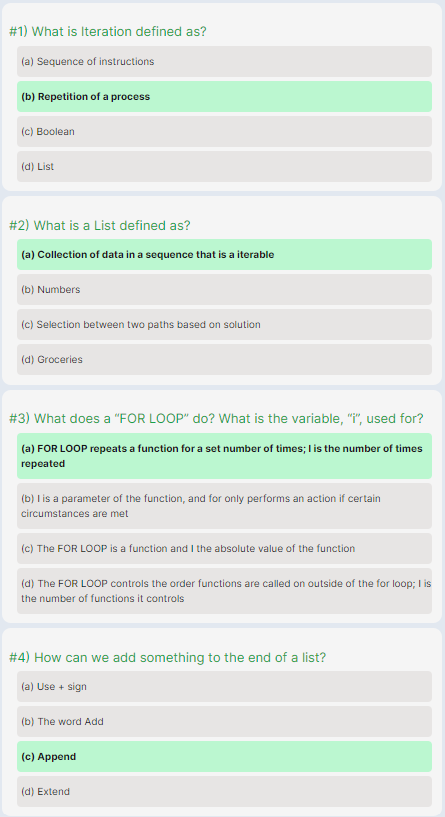 #1) What is Iteration defined as?
(a) Sequence of instructions
(b) Repetition of a process
(c) Boolean
(d) List
#2) What is a List defined as?
(a) Collection of data in a sequence that is a iterable
(b) Numbers
(c) Selection between two paths based on solution
(d) Groceries
#3) What does a “FOR LOOP” do? What is the variable, “i”, used for?
(a) FOR LOOP repeats a function for a set number of times; I is the number of times
repeated
(b) I is a parameter of the function, and for only performs an action if certain
circumstances are met
(c) The FOR LOOP is a function and I the absolute value of the function
(d) The FOR LOOP controls the order functions are called on outside of the for loop; I is
the number of functions it controls
#4) How can we add something to the end of a list?
(a) Use + sign
(b) The word Add
(c) Append
(d) Extend